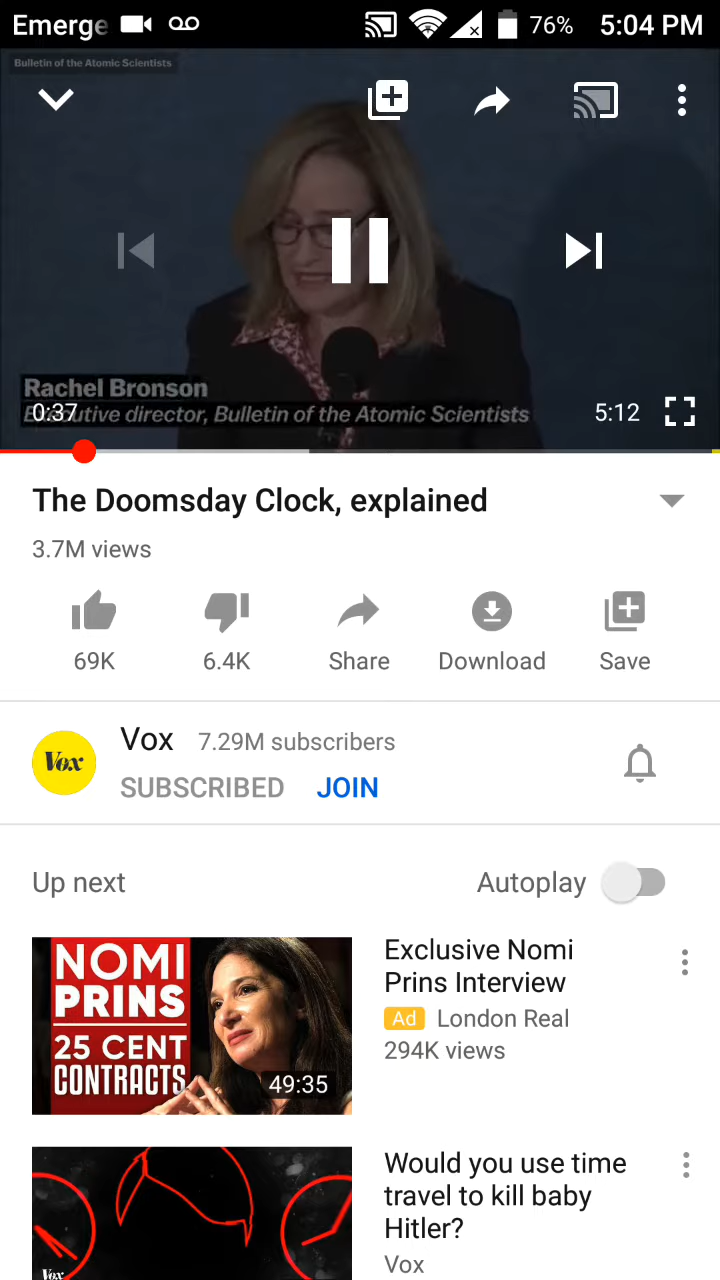 Emerge
76% 5:04 PM
Bulletin of the Atomic Scientists
Rachel Bronson
Executive director, Bulletin of the Atomic Scientists
0:37
5:12
The Doomsday Clock, explained
3.7M views
69K 6.4K Share Download Save
Vox
Vox 7.29M subscribers
SUBSCRIBED JOIN
Up next Autoplay
NOMI
PRINS
25 CENT
CONTRACTS
49:35
Exclusive Nomi
Prins Interview
Ad London Real
294K views
Would you use time
travel to kill baby
Hitler?
Vox
Vox